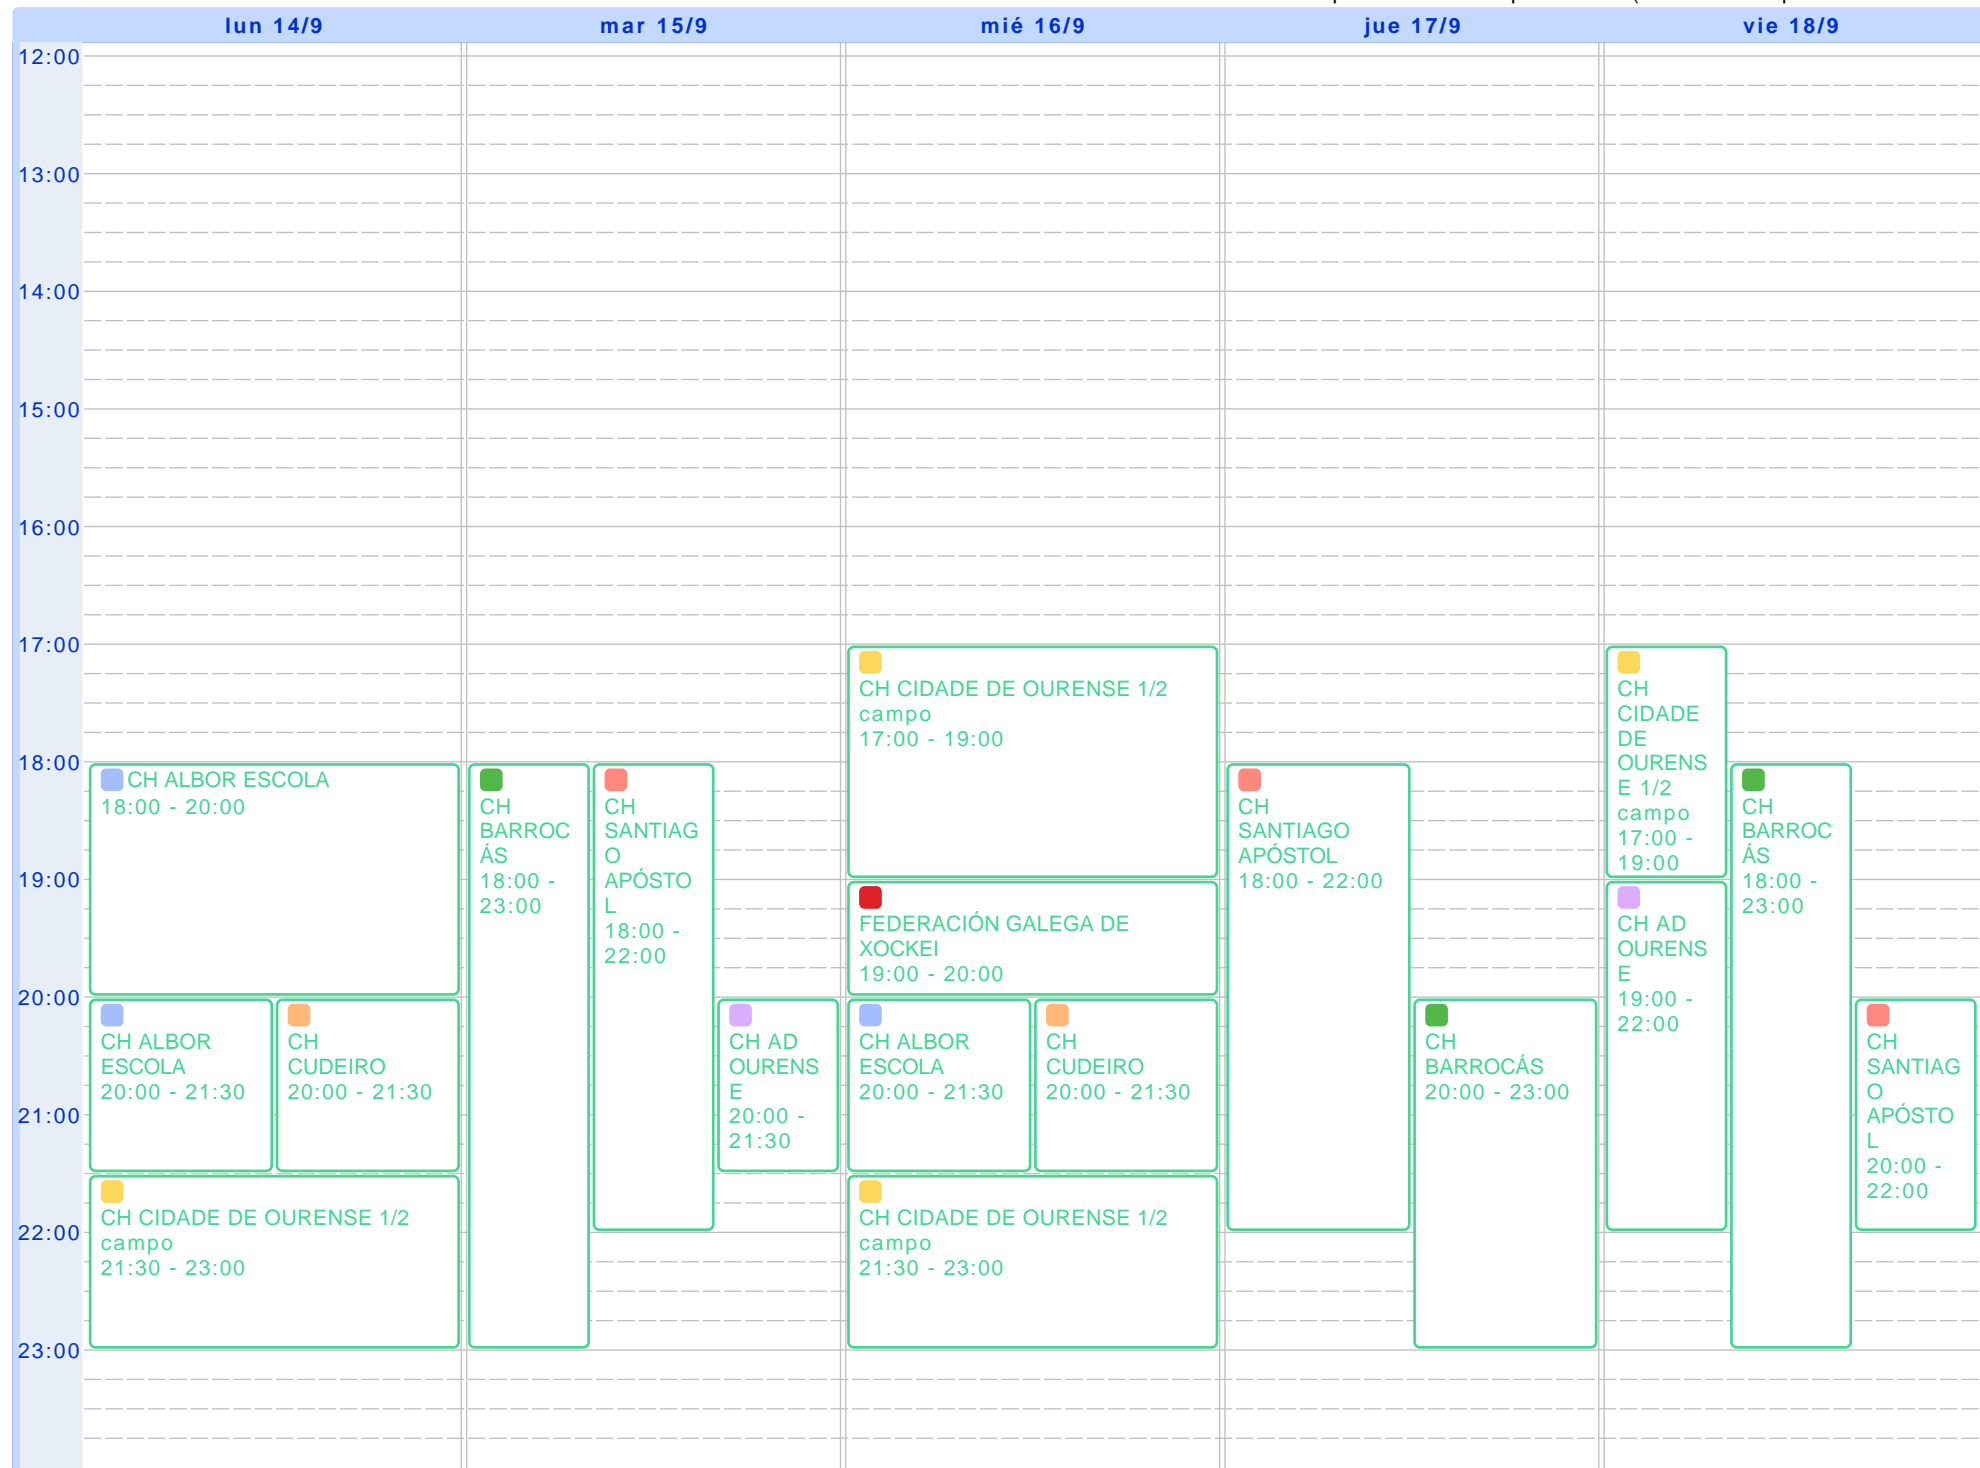 lun 14/9
mar 15/9
mié 16/9
jue 17/9
vie 18/9
12:00
13:00
14:00
15:00
16:00
17:00
18:00
19:00
20:00
21:00
22:00
23:00
CH ALBOR ESCOLA
18:00 - 20:00
CH ALBOR
ESCOLA
20:00 - 21:30
CH
CUDEIRO
20:00 - 21:30
CH CIDADE DE OURENSE 1/2
campo
21:30 - 23:00
CH
BARROC
ÁS
18:00 -
23:00
CH
SANTIAG
O
APÓSTO
L
18:00 -
22:00
CH AD
OURENS
E
20:00 -
21:30
CH CIDADE DE OURENSE 1/2
campo
17:00 - 19:00
FEDERACIÓN GALEGA DE
XOCKEI
19:00 - 20:00
CH ALBOR
ESCOLA
20:00 - 21:30
CH
CUDEIRO
20:00 - 21:30
CH CIDADE DE OURENSE 1/2
campo
21:30 - 23:00
CH
SANTIAGO
APÓSTOL
18:00 - 22:00
CH
BARROCÁS
20:00 - 23:00
CH
CIDADE
DE
OURENS
E 1/2
campo
17:00 -
19:00
CH AD
OURENS
E
19:00 -
22:00
CH
BARROC
ÁS
18:00 -
23:00
CH
SANTIAG
O
APÓSTO
L
20:00 -
22:00